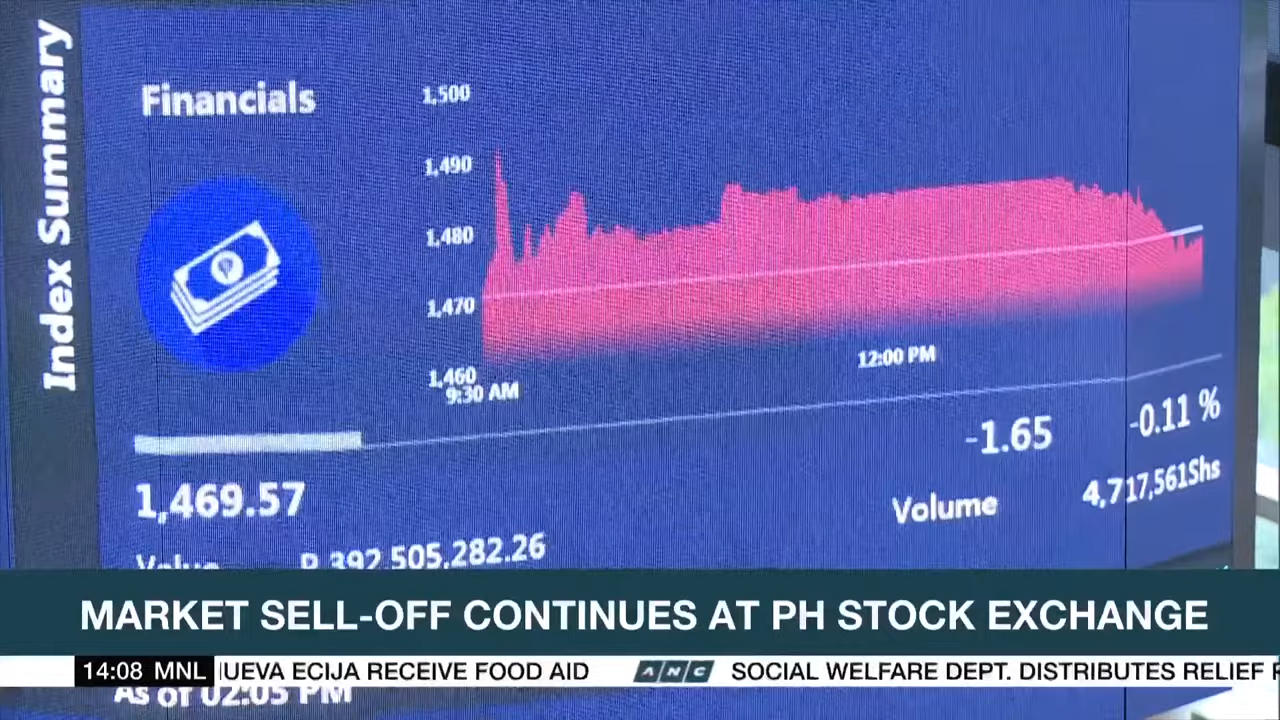 Index Summary
Financials
1,500
1,490
1,480
1,470
1,460
9:30 AM
12:00 PM
-1.65
-0.11 %
1,469.57
Volume
4,717,561Shs
Value
P 392,505,282.26
MARKET SELL-OFF CONTINUES AT PH STOCK EXCHANGE
14:08 MNL
UEVA ECIJA RECEIVE FOOD AID
ANC
SOCIAL WELFARE DEPT. DISTRIBUTES RELIEF
As of 02:03 PM